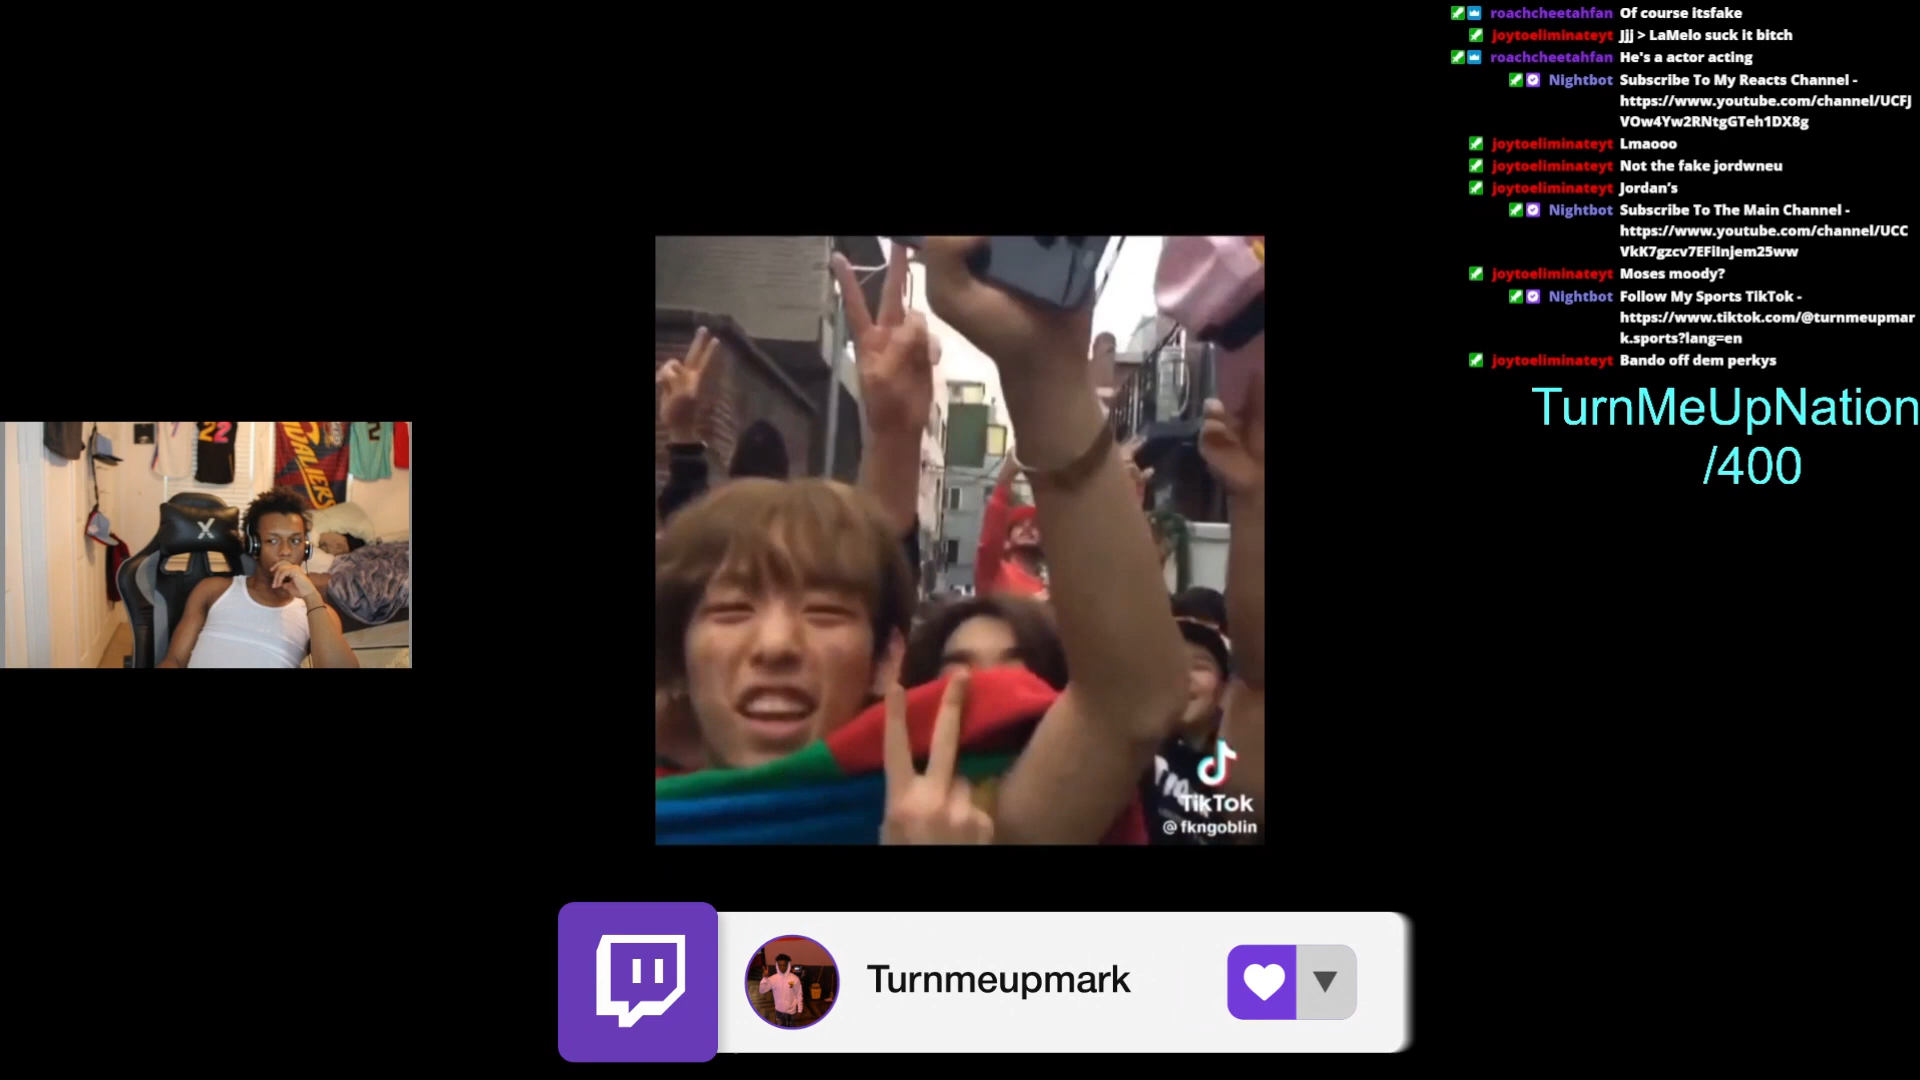 roachcheetahfan Of course itsfake
joytoeliminateyt Jjj > LaMelo suck it bitch
roachcheetahfan He's a actor acting
Nightbot Subscribe To My Reacts Channel -
https://www.youtube.com/channel/UCFJ
VOw4Yw2RNtgGTeh1DX8g
joytoeliminateyt Lmaooo
joytoeliminateyt Not the fake jordwneu
joytoeliminateyt Jordan’s
Nightbot Subscribe To The Main Channel -
https://www.youtube.com/channel/UCC
VkK7gzcv7EFiInjem25ww
joytoeliminateyt Moses moody?
Nightbot Follow My Sports TikTok -
https://www.tiktok.com/@turnmeupmar
k.sports?lang=en
joytoeliminateyt Bando off dem perkys
TurnMeUpNation
/400
22
2
X
TikTok
@fkngoblin
Turnmeupmark